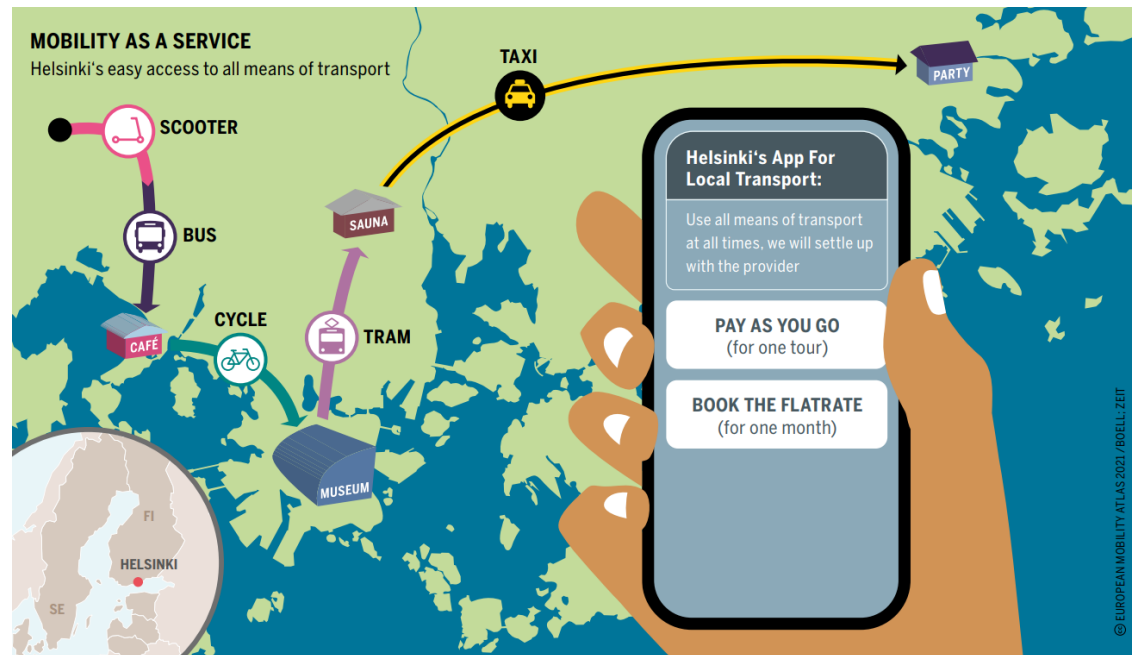 MOBILITY AS A SERVICE
Helsinki‘s easy access to all means of transport
SCOOTER
BUS
CAFÉ
CYCLE
MUSEUM
TRAM
SAUNA
TAXI
PARTY
Helsinki‘s App For
Local Transport:
Use all means of transport
at all times, we will settle up
with the provider
PAY AS YOU GO
(for one tour)
BOOK THE FLATRATE
(for one month)
FI
HELSINKI
SE
cc EUROPEAN MOBILITY ATLAS 2021 / BOELL; ZEIT